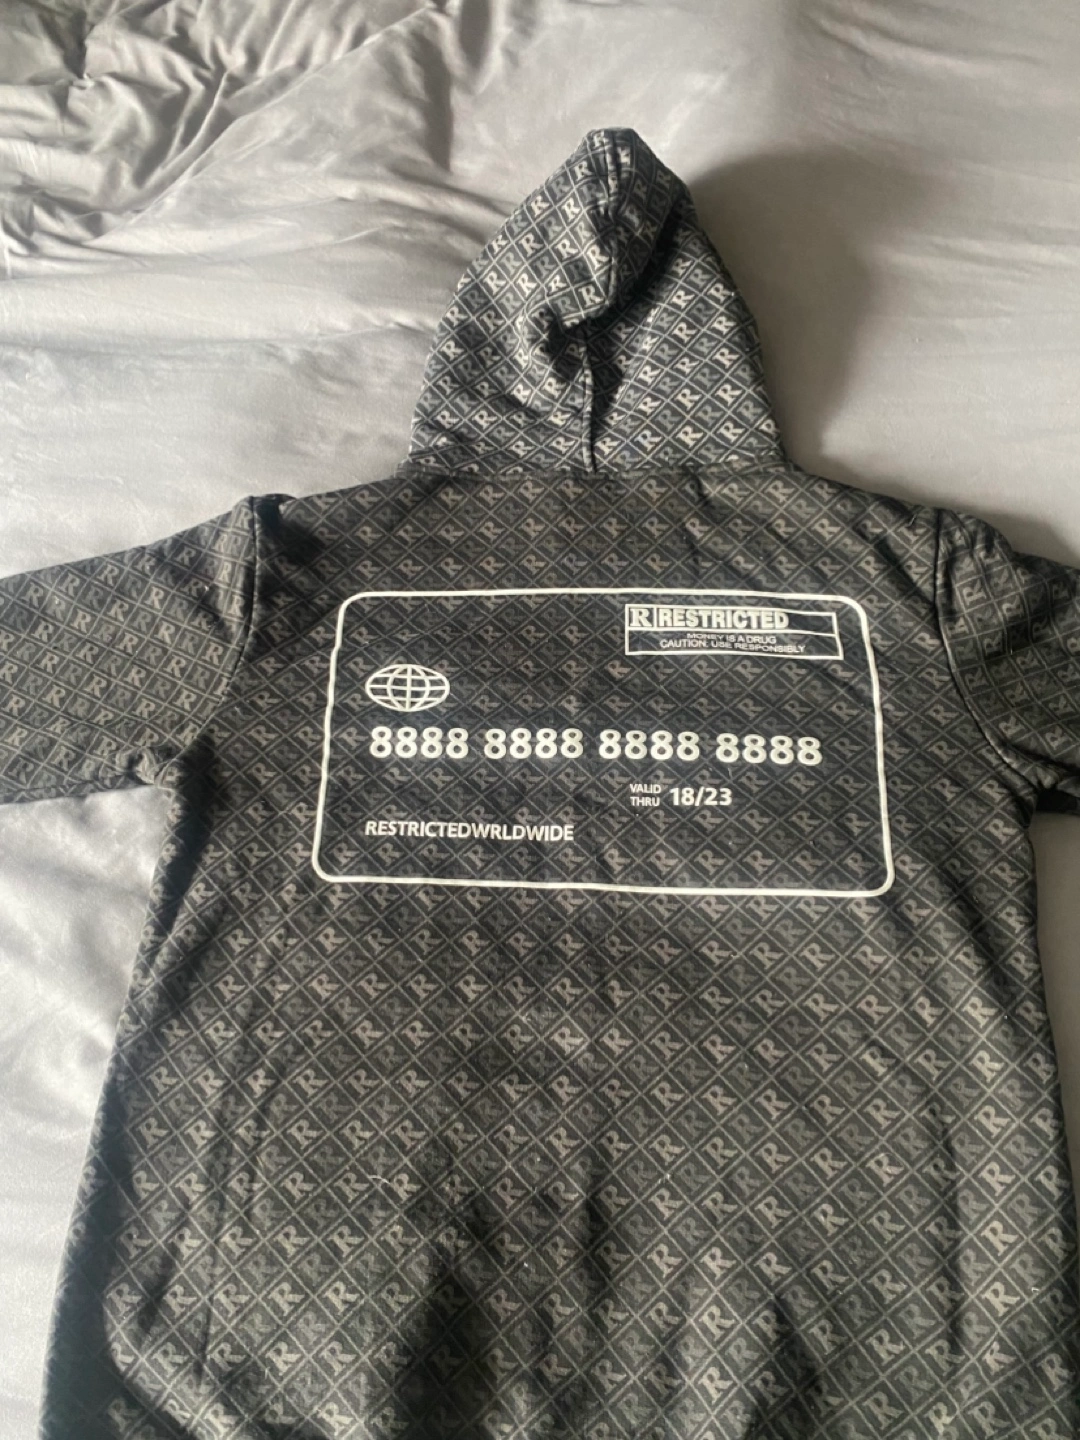 R RESTRICTED
MONEY IS A DRUG
CAUTION: USE RESPONSIBLY
8888 8888 8888 8888
VALID THRU 18/23
RESTRICTEDWRLDWIDE